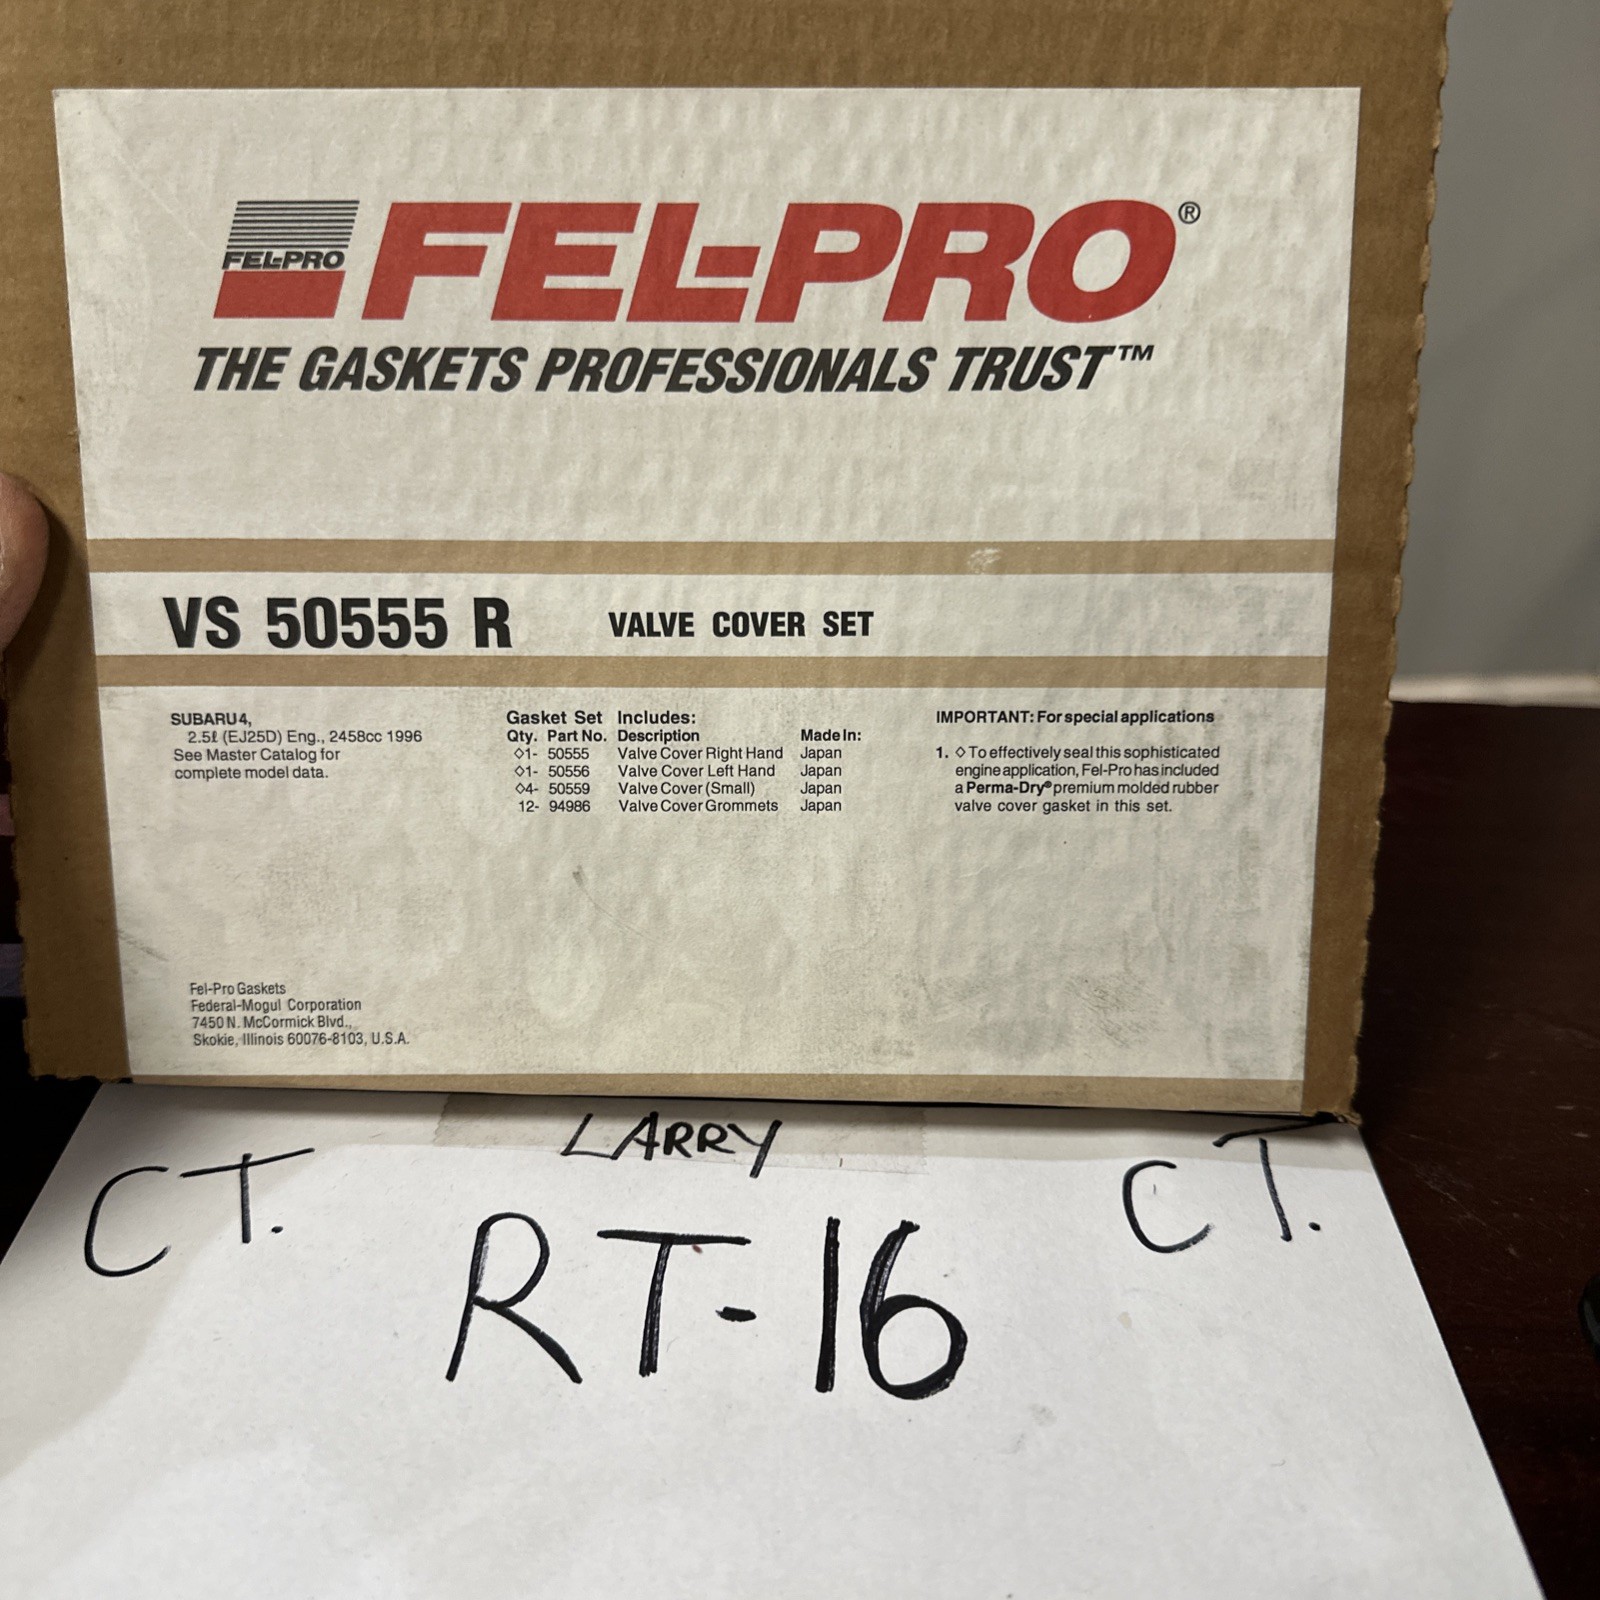 FEL-PRO
FEL-PRO®
THE GASKETS PROFESSIONALS TRUST™
VS 50555 R VALVE COVER SET
SUBARU 4,
2.5ℓ (EJ25D) Eng., 2458cc 1996
See Master Catalog for
complete model data.
Gasket Set Includes:
Qty. Part No. Description Made In:
◇1- 50555 Valve Cover Right Hand Japan
◇1- 50556 Valve Cover Left Hand Japan
◇4- 50559 Valve Cover (Small) Japan
12- 94986 Valve Cover Grommets Japan
IMPORTANT: For special applications
1. ◇ To effectively seal this sophisticated
engine application, Fel-Pro has included
a Perma-Dry® premium molded rubber
valve cover gasket in this set.
Fel-Pro Gaskets
Federal-Mogul Corporation
7450 N. McCormick Blvd.,
Skokie, Illinois 60076-8103, U.S.A.
LARRY
CT. CT.
RT-16